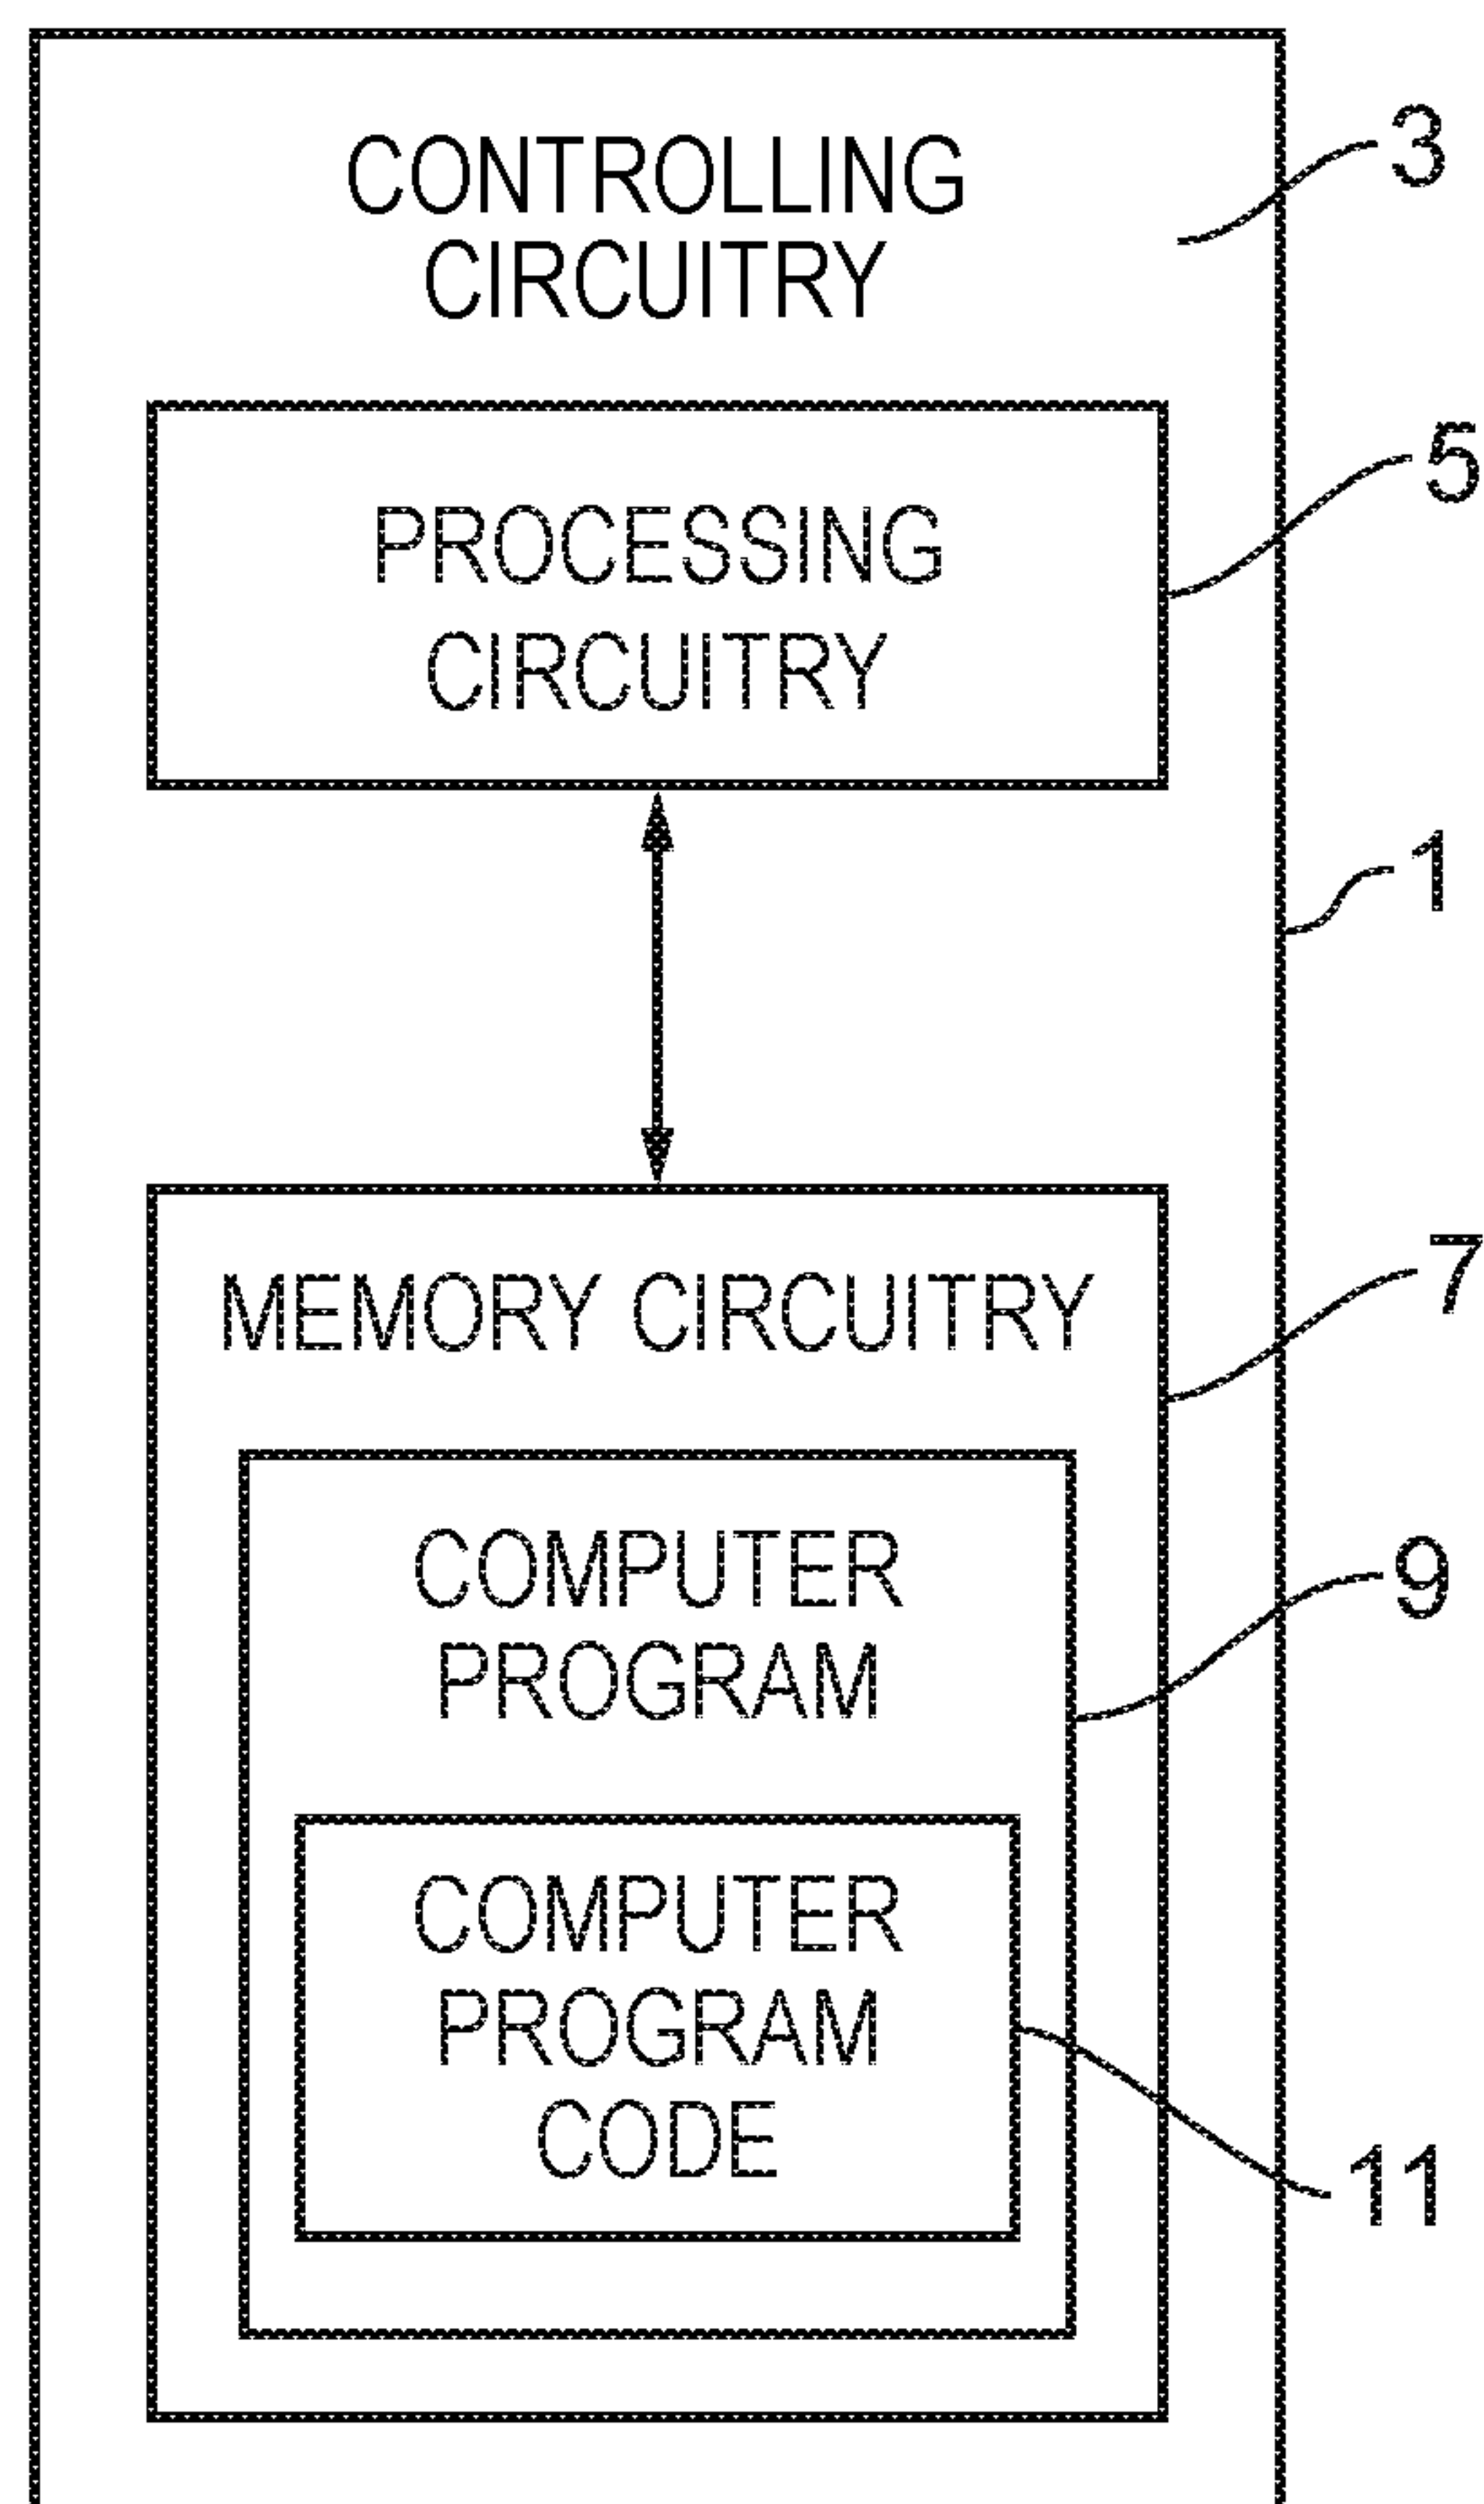 CONTROLLING
CIRCUITRY
3
PROCESSING
CIRCUITRY
5
1
MEMORY CIRCUITRY
7
COMPUTER
PROGRAM
9
COMPUTER
PROGRAM
CODE
11